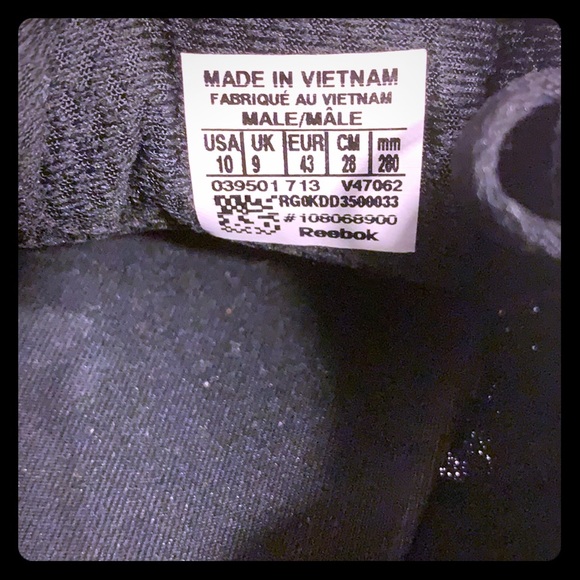 MADE IN VIETNAM
FABRIQUÉ AU VIETNAM
MALE/MÂLE
USA UK EUR CM mm
10 9 43 28 280
039501 713 V47062
RG0KDD3500033
#108068900
Reebok